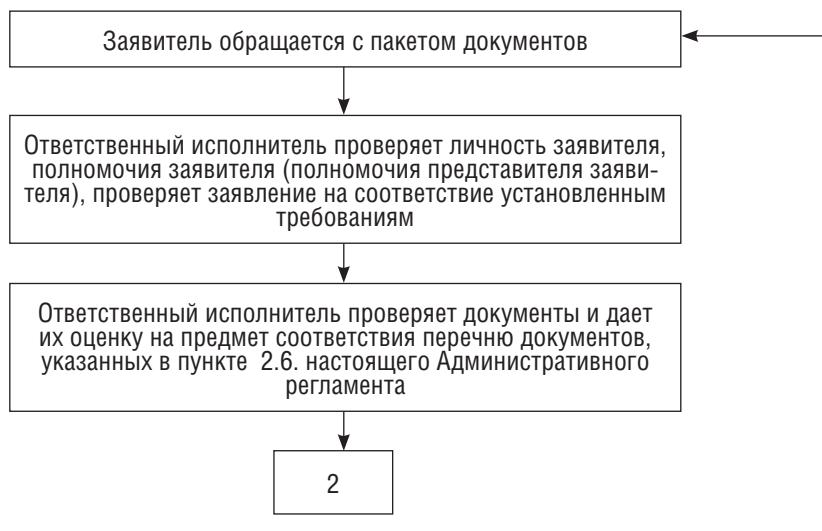 Заявитель обращается с пакетом документов
Ответственный исполнитель проверяет личность заявителя,
полномочия заявителя (полномочия представителя заяви-
теля), проверяет заявление на соответствие установленным
требованиям
Ответственный исполнитель проверяет документы и дает
их оценку на предмет соответствия перечню документов,
указанных в пункте 2.6. настоящего Административного
регламента
2